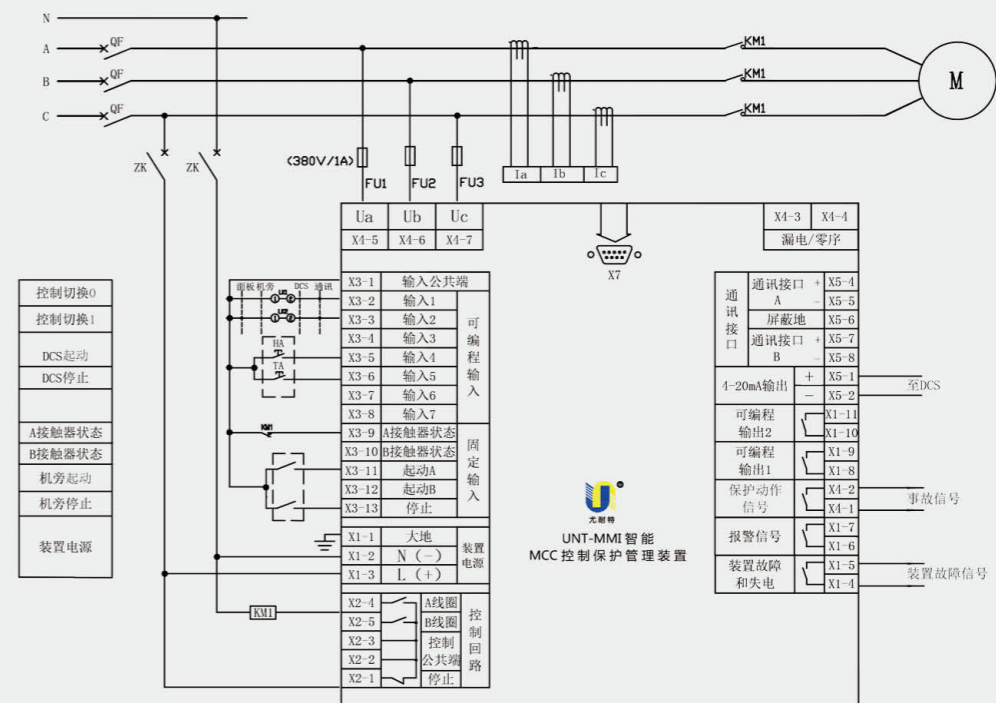 N
A QF KM1
B QF KM1
C QF KM1
M
ZK ZK
(380V/1A)
FU1 FU2 FU3
Ia Ib Ic
Ua Ub Uc
X4-5 X4-6 X4-7
X4-3 X4-4
漏电/零序
X7
控制切换0
控制切换1
DCS起动
DCS停止
A接触器状态
B接触器状态
机旁起动
机旁停止
装置电源
面板 机旁 DCS 通讯
HA
TA
KM1
X3-1 输入公共端
X3-2 输入1
X3-3 输入2
X3-4 输入3
X3-5 输入4
X3-6 输入5
X3-7 输入6
X3-8 输入7
可编程输入
X3-9 A接触器状态
X3-10 B接触器状态
X3-11 起动A
X3-12 起动B
X3-13 停止
固定输入
X1-1 大地
X1-2 N (-)
X1-3 L (+)
装置电源
KM1
X2-4 A线圈
X2-5 B线圈
X2-3 控制
X2-2 公共端
X2-1 停止
控制回路
尤耐特
UNT-MMI智能
MCC控制保护管理装置
通讯接口
通讯接口 + X5-4
A - X5-5
屏蔽地 X5-6
通讯接口 + X5-7
B - X5-8
4-20mA输出 + X5-1
- X5-2
至DCS
可编程 X1-11
输出2 X1-10
可编程 X1-9
输出1 X1-8
保护动作 X4-2
信号 X4-1
事故信号
报警信号 X1-7
X1-6
装置故障 X1-5
和失电 X1-4
装置故障信号